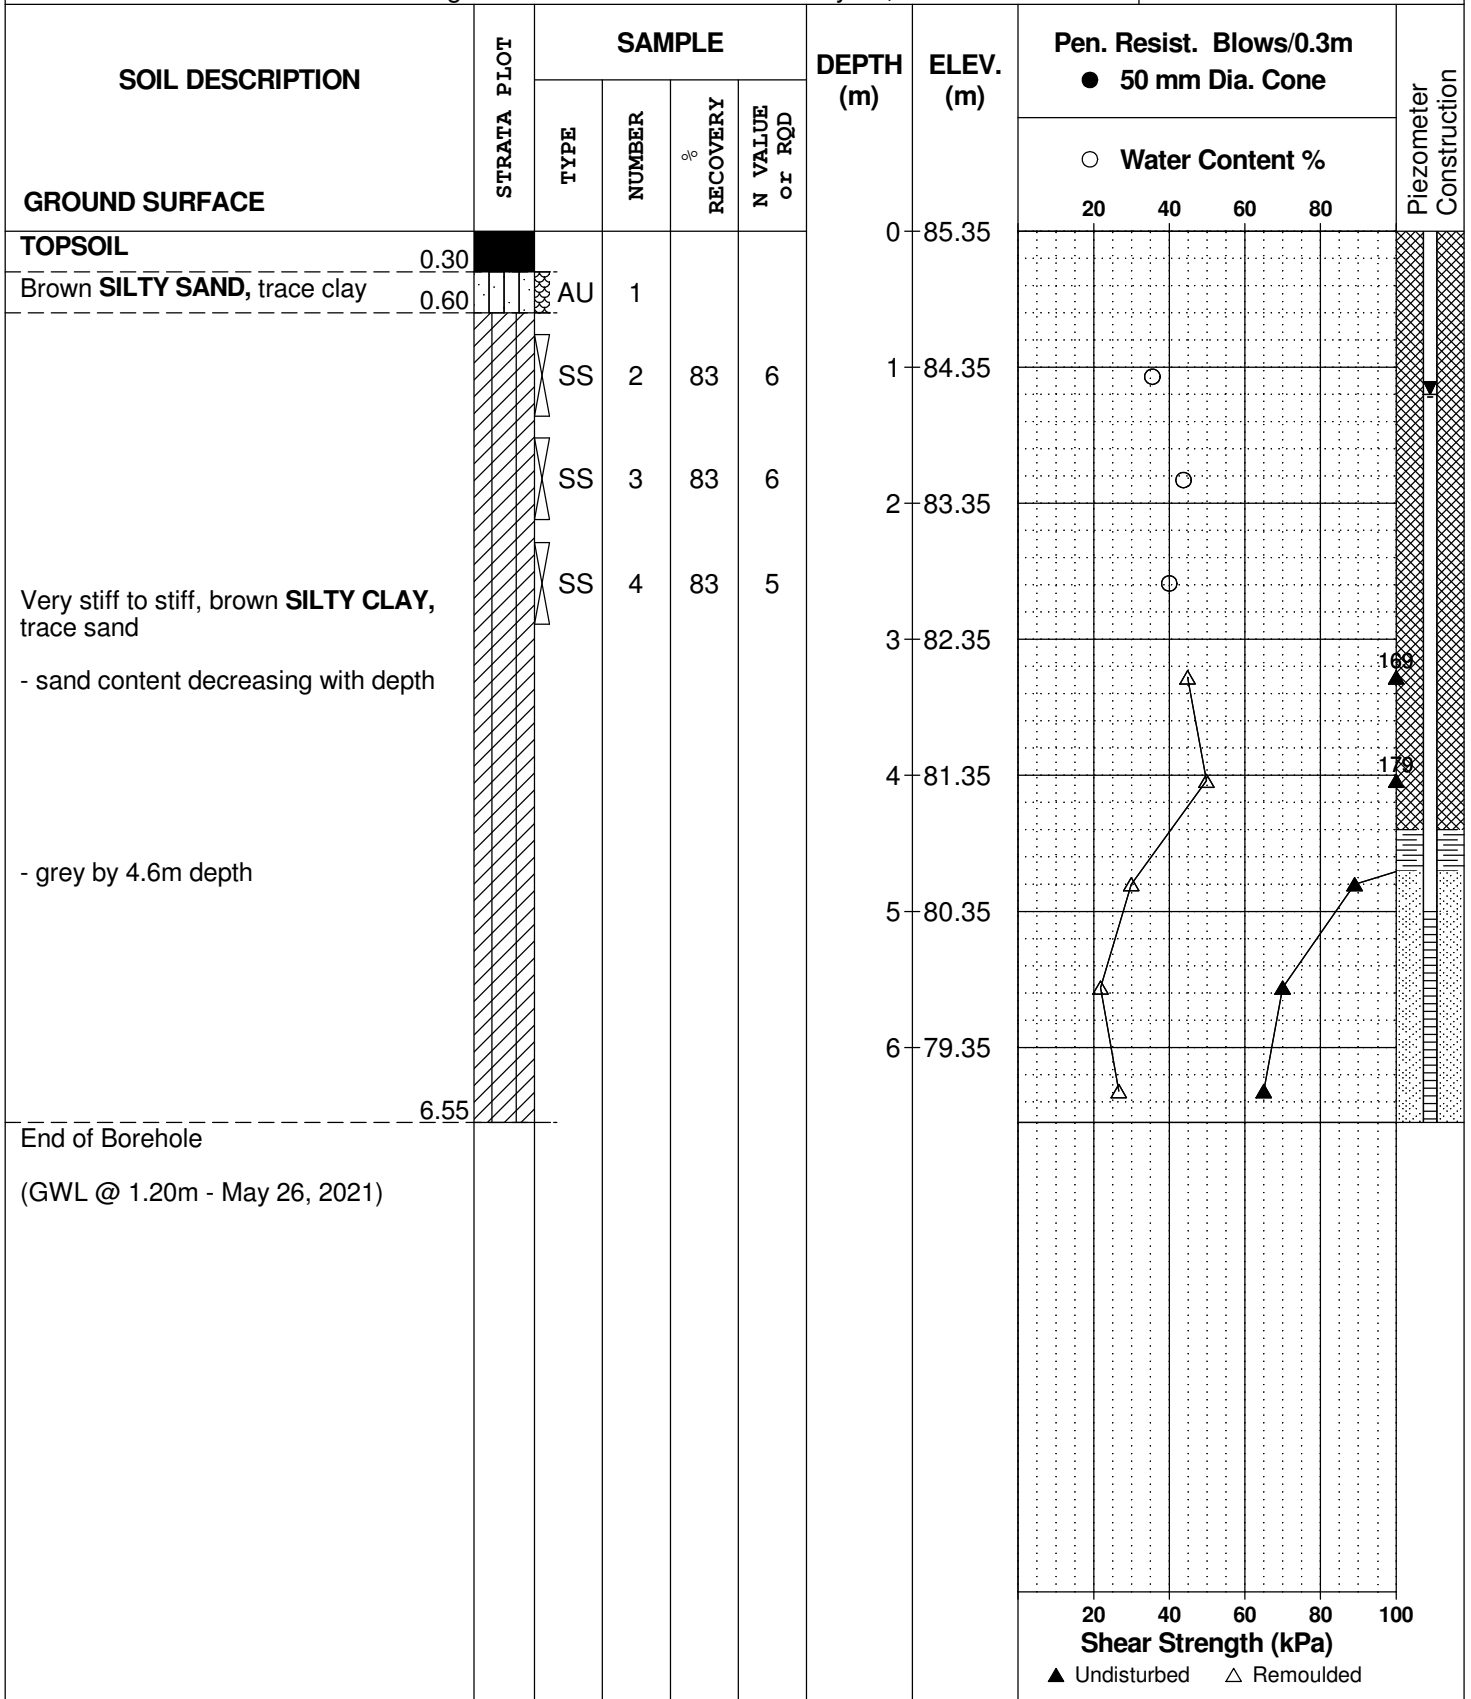 SOIL DESCRIPTION
GROUND SURFACE
STRATA PLOT
SAMPLE
TYPE
NUMBER
%
RECOVERY
N VALUE
or RQD
DEPTH
(m)
ELEV.
(m)
Pen. Resist. Blows/0.3m
● 50 mm Dia. Cone
○ Water Content %
20 40 60 80
Piezometer
Construction
TOPSOIL
0.30
Brown SILTY SAND, trace clay
0.60
AU 1
SS 2 83 6
SS 3 83 6
SS 4 83 5
Very stiff to stiff, brown SILTY CLAY,
trace sand
- sand content decreasing with depth
- grey by 4.6m depth
6.55
End of Borehole
(GWL @ 1.20m - May 26, 2021)
0 85.35
1 84.35
2 83.35
3 82.35
4 81.35
5 80.35
6 79.35
169
179
20 40 60 80 100
Shear Strength (kPa)
▲ Undisturbed △ Remoulded